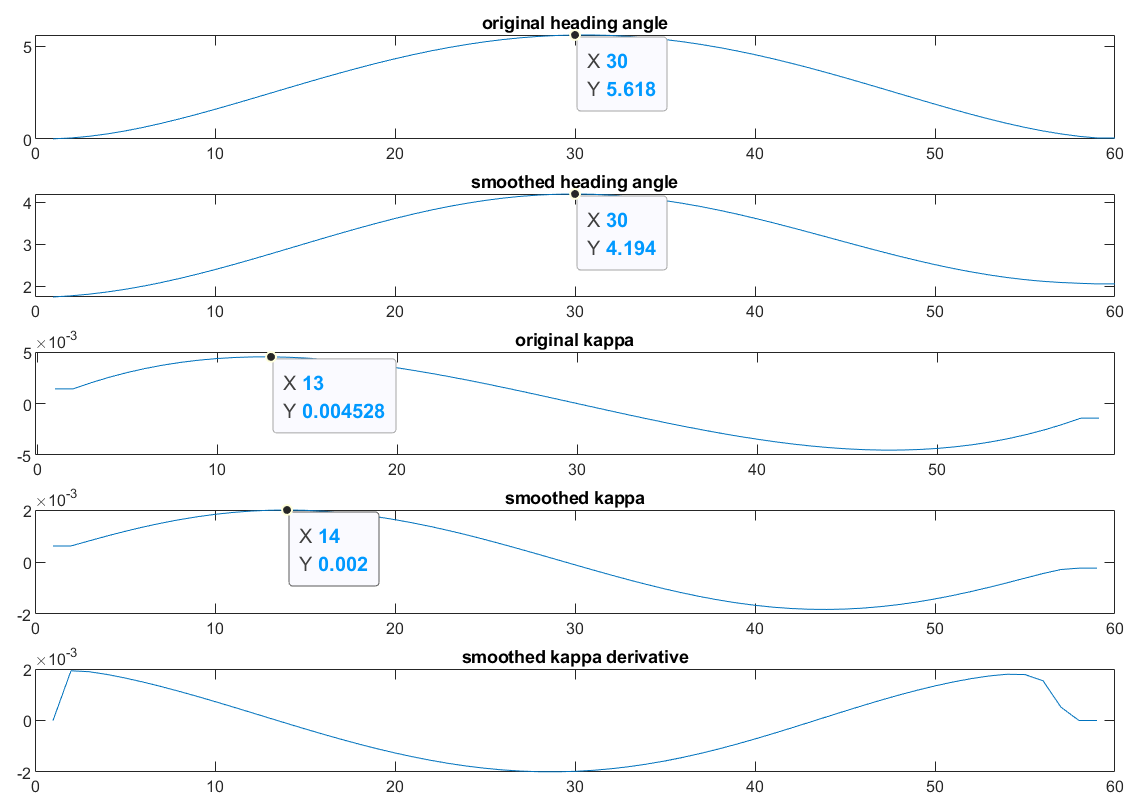 original heading angle
5
X 30
Y 5.618
0
0 10 20 30 40 50 60
smoothed heading angle
4
X 30
Y 4.194
3
2
0 10 20 30 40 50 60
×10-3
original kappa
5
X 13
Y 0.004528
0
-5
0 10 20 30 40 50
×10-3
smoothed kappa
2
X 14
Y 0.002
0
-2
0 10 20 30 40 50 60
×10-3
smoothed kappa derivative
2
0
-2
0 10 20 30 40 50 60